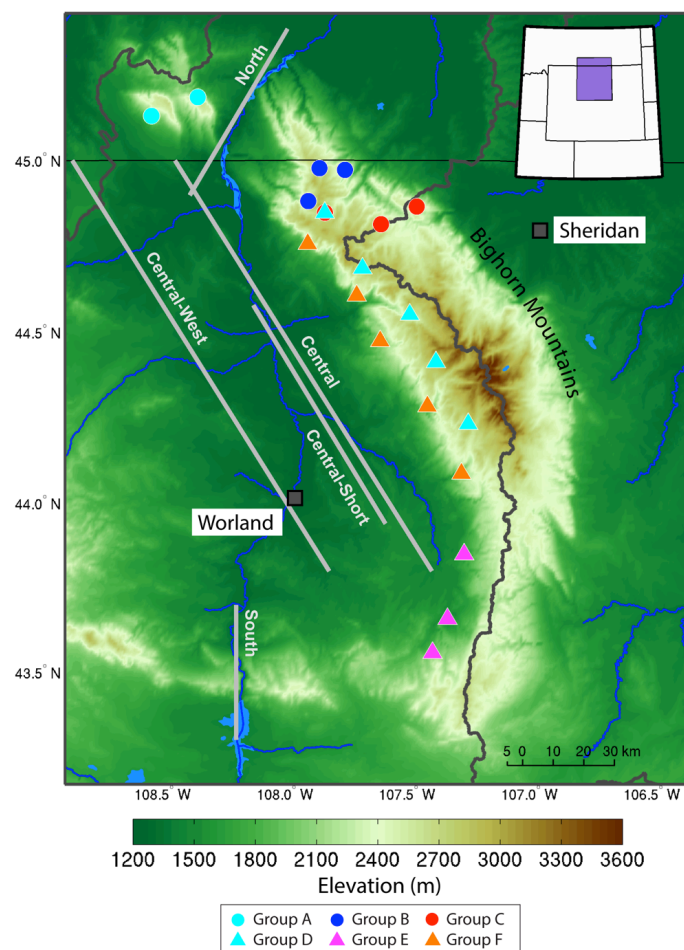 North
45.0° N
Sheridan
Bighorn Mountains
Central-West
44.5° N
Central
Central-Short
44.0° N
Worland
South
43.5° N
5 0 10 20 30 km
108.5° W 108.0° W 107.5° W 107.0° W 106.5° W
1200 1500 1800 2100 2400 2700 3000 3300 3600
Elevation (m)
Group A Group B Group C
Group D Group E Group F